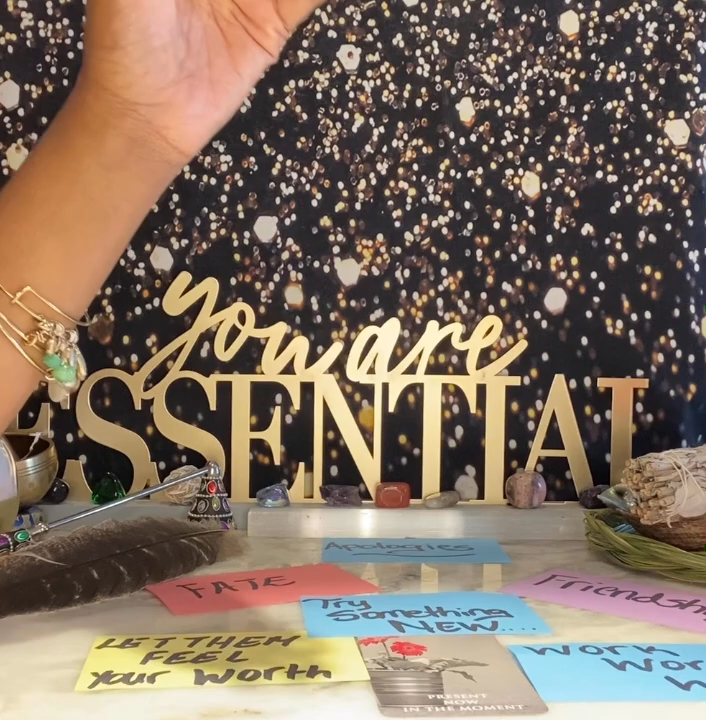 you are
ESSENTIAL
Apologies
FATE
Friendship
Try
Something
NEW....
LET THEM
FEEL
Your Worth
WORK
PRESENT
NOW
IN THE MOMENT